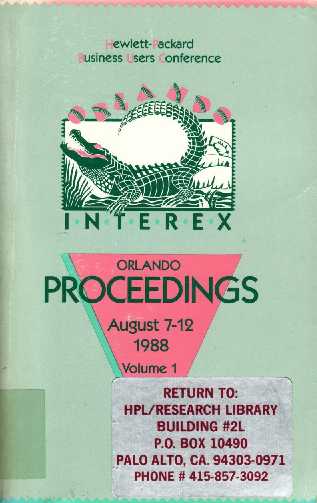 Hewlett-Packard
Business Users Conference
ORLANDO
INTEREX
ORLANDO
PROCEEDINGS
August 7-12
1988
Volume 1
RETURN TO:
HPL/RESEARCH LIBRARY
BUILDING #2L
P.O. BOX 10490
PALO ALTO, CA. 94303-0971
PHONE # 415-857-3092